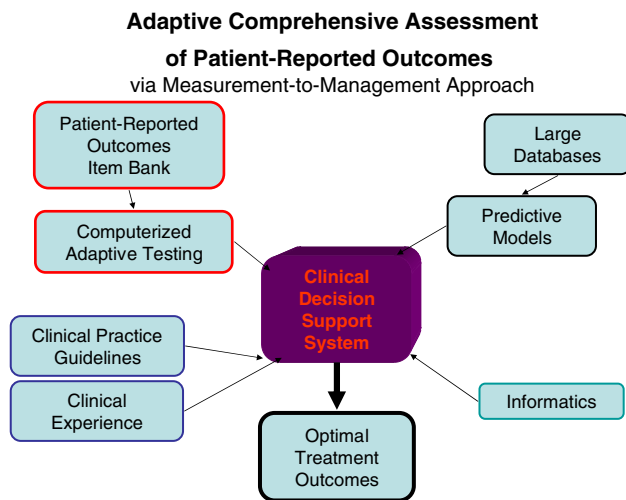 Adaptive Comprehensive Assessment
of Patient-Reported Outcomes
via Measurement-to-Management Approach
Patient-Reported
Outcomes
Item Bank
Large
Databases
Computerized
Adaptive Testing
Predictive
Models
Clinical
Decision
Support
System
Clinical Practice
Guidelines
Clinical
Experience
Informatics
Optimal
Treatment
Outcomes